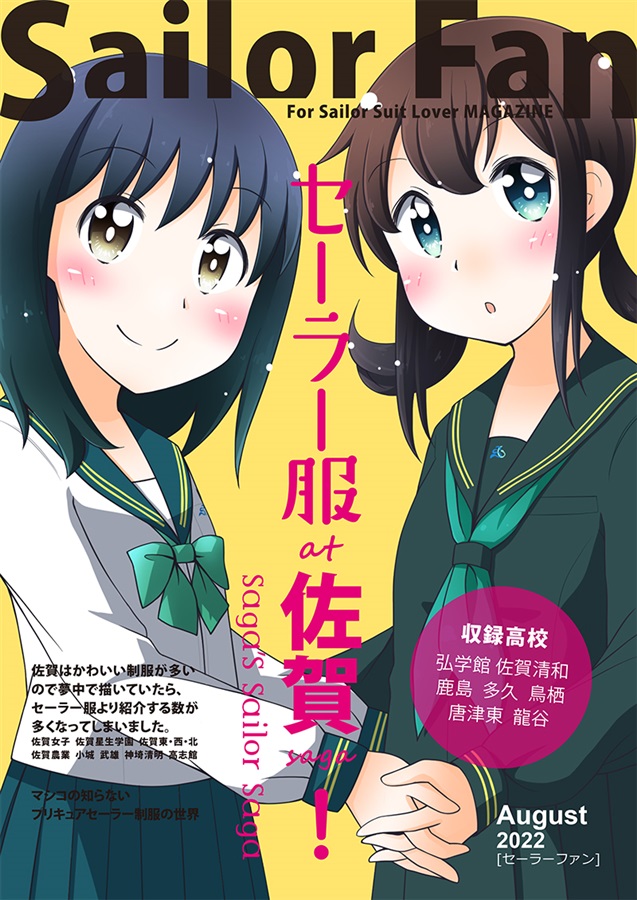 Sailor Fan
For Sailor Suit Lover MAGAZINE
セーラー服
at
佐賀
saga
！
saga's sailor saga
収録高校
弘学館 佐賀清和
鹿島 多久 鳥栖
唐津東 龍谷
佐賀はかわいい制服が多い
ので夢中で描いていたら、
セーラー服より紹介する数が
多くなってしまいました。
佐賀女子 佐賀星生学園 佐賀東・西・北
佐賀農業 小城 武雄 神埼清明 高志館
マシコの知らない
プリキュアセーラー制服の世界
August
2022
[セーラーファン]